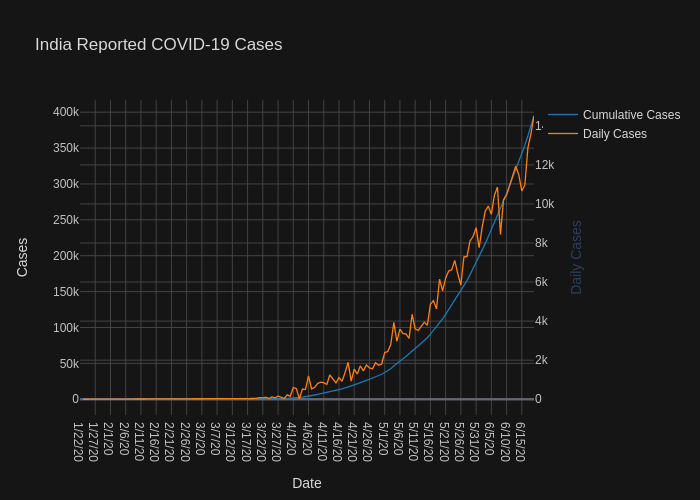 India Reported COVID-19 Cases
Cumulative Cases
Daily Cases
400k
350k
300k
250k
200k
150k
100k
50k
0
Cases
12k
10k
8k
6k
4k
2k
0
Daily Cases
1/22/20
1/27/20
2/1/20
2/6/20
2/11/20
2/16/20
2/21/20
2/26/20
3/2/20
3/7/20
3/12/20
3/17/20
3/22/20
3/27/20
4/1/20
4/6/20
4/11/20
4/16/20
4/21/20
4/26/20
5/1/20
5/6/20
5/11/20
5/16/20
5/21/20
5/26/20
5/31/20
6/5/20
6/10/20
6/15/20
Date